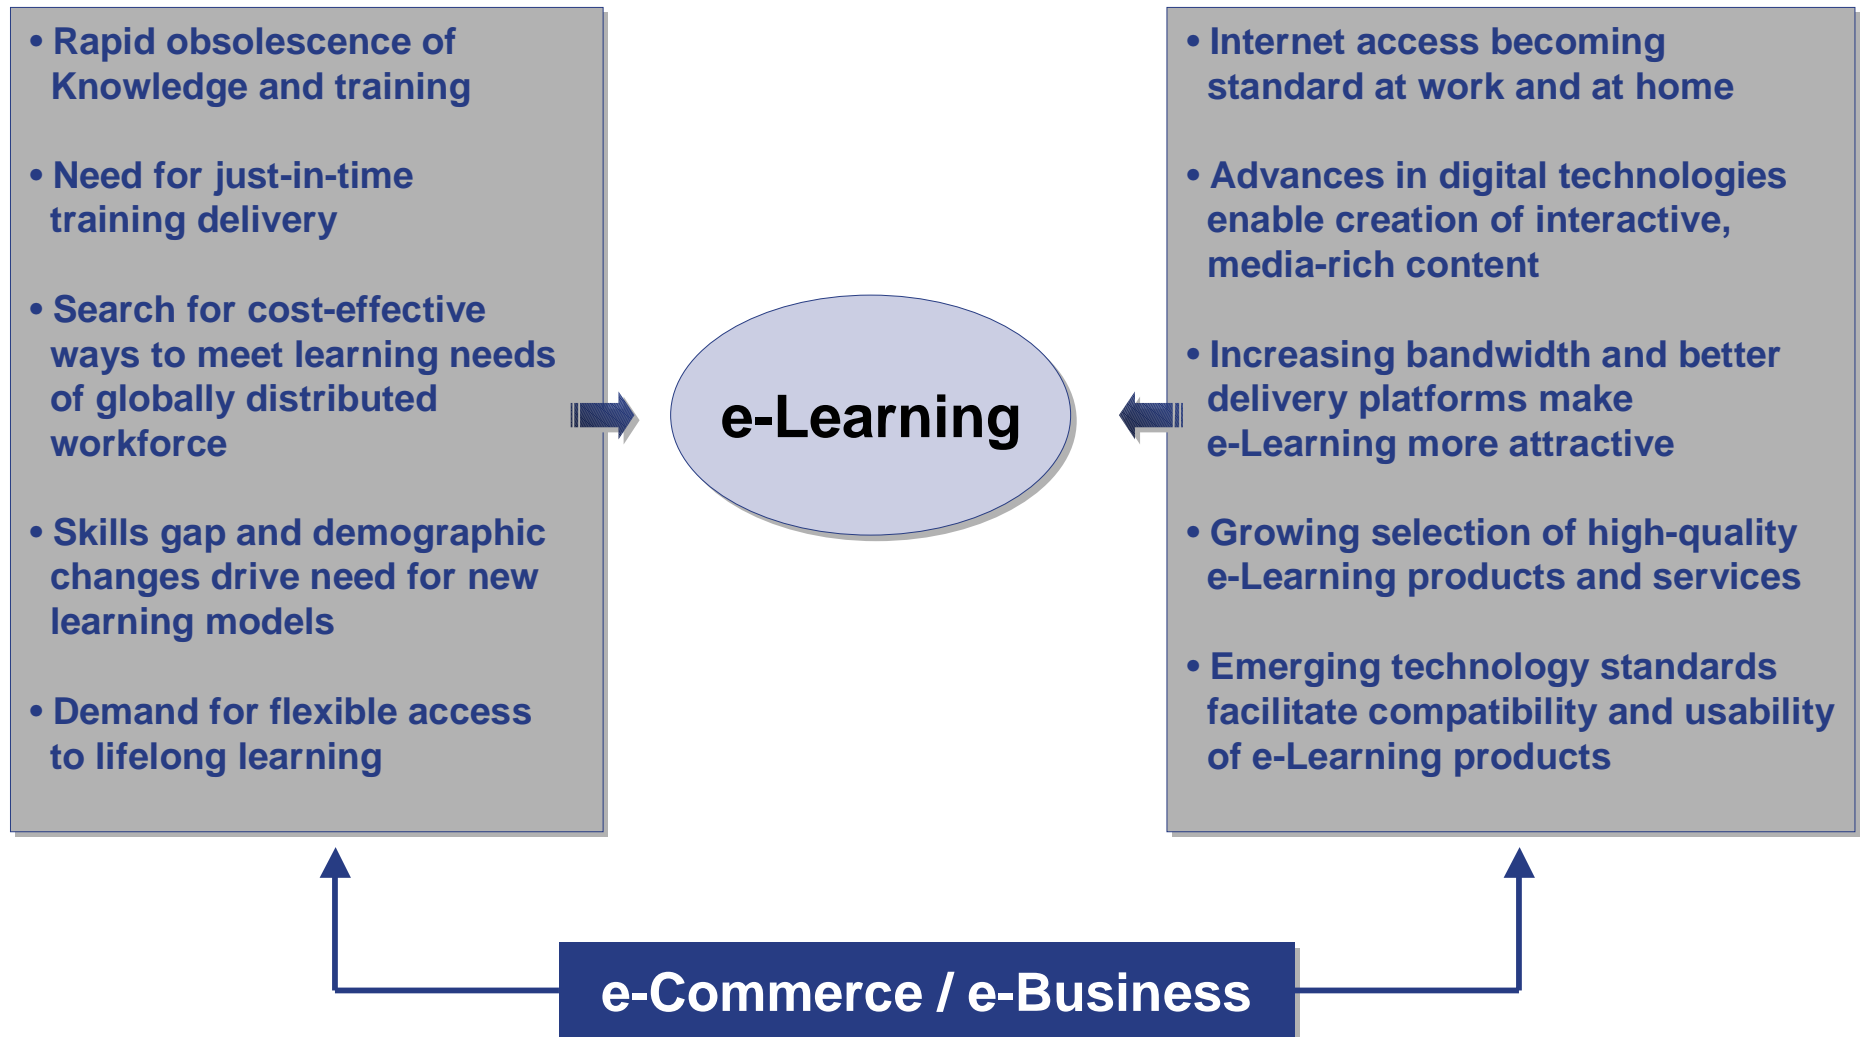 • Rapid obsolescence of
Knowledge and training
• Need for just-in-time
training delivery
• Search for cost-effective
ways to meet learning needs
of globally distributed
workforce
• Skills gap and demographic
changes drive need for new
learning models
• Demand for flexible access
to lifelong learning
e-Learning
• Internet access becoming
standard at work and at home
• Advances in digital technologies
enable creation of interactive,
media-rich content
• Increasing bandwidth and better
delivery platforms make
e-Learning more attractive
• Growing selection of high-quality
e-Learning products and services
• Emerging technology standards
facilitate compatibility and usability
of e-Learning products
e-Commerce / e-Business